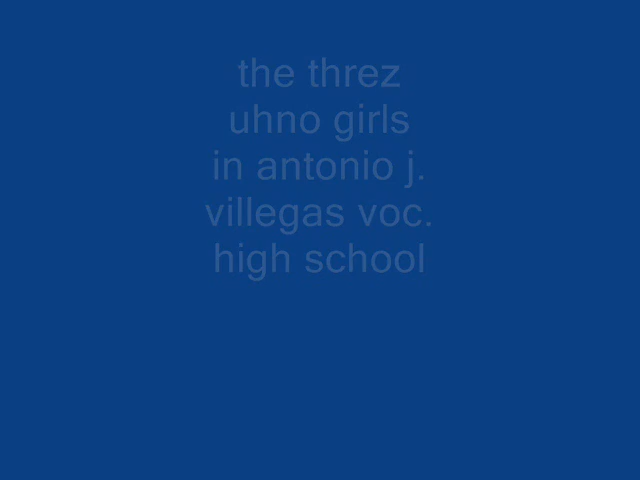 the threz
uhno girls
in antonio j.
villegas voc.
high school